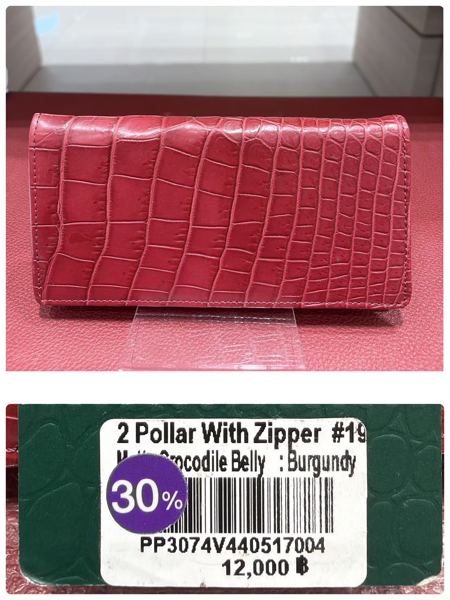 2 Pollar With Zipper #19
Crocodile Belly : Burgundy
30%
PP3074V440517004
12,000 ฿